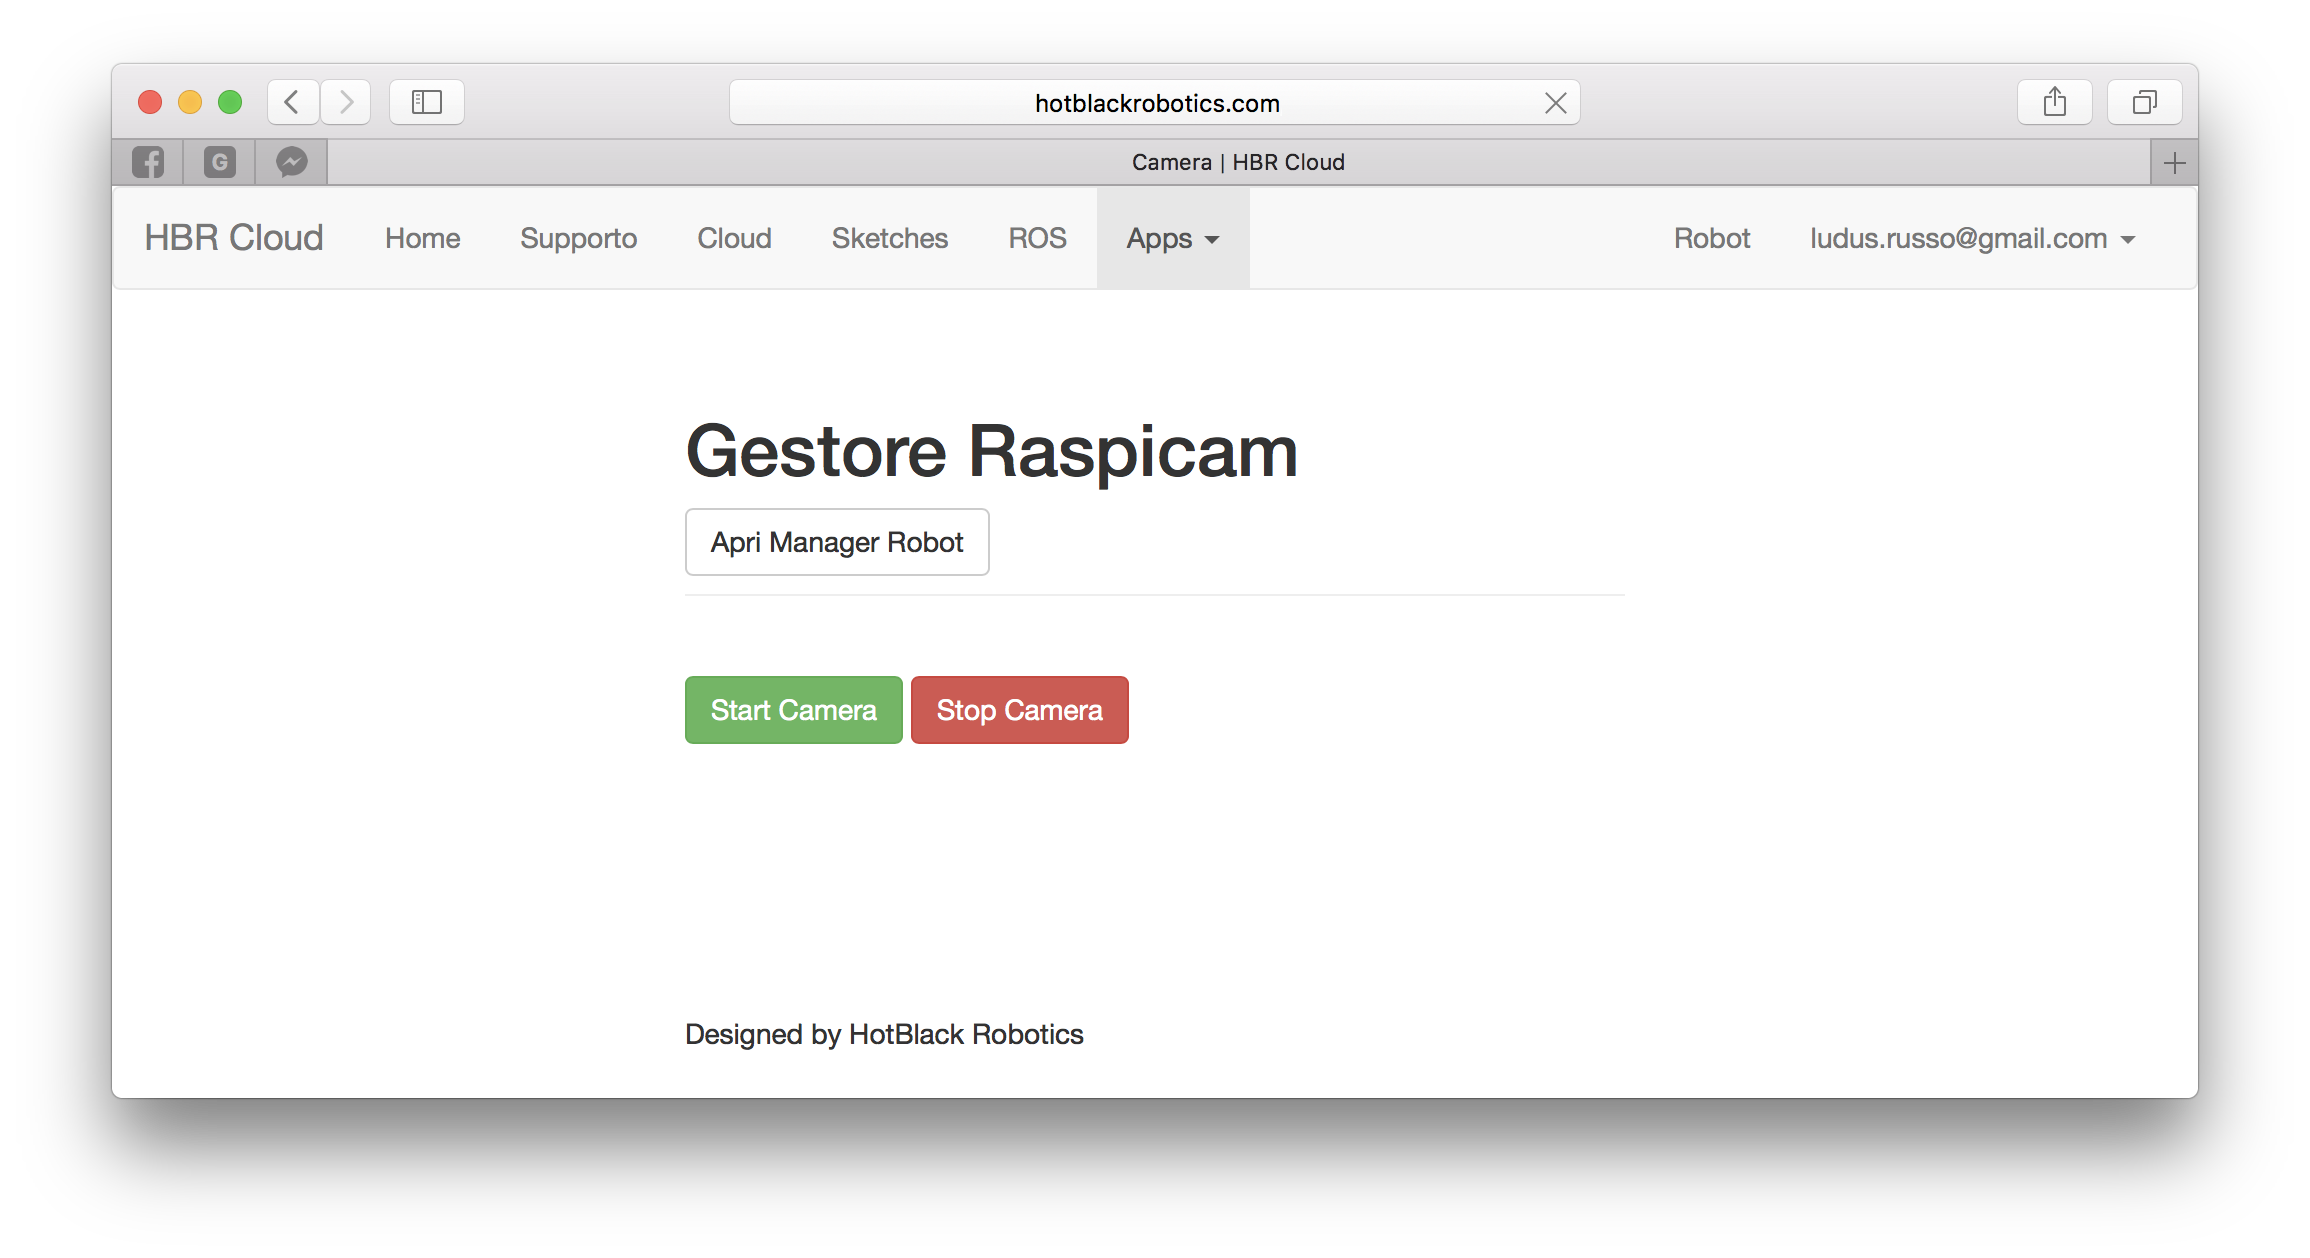 hotblackrobotics.com
G
Camera | HBR Cloud
HBR Cloud Home Supporto Cloud Sketches ROS Apps Robot ludus.russo@gmail.com
Gestore Raspicam
Apri Manager Robot
Start Camera Stop Camera
Designed by HotBlack Robotics